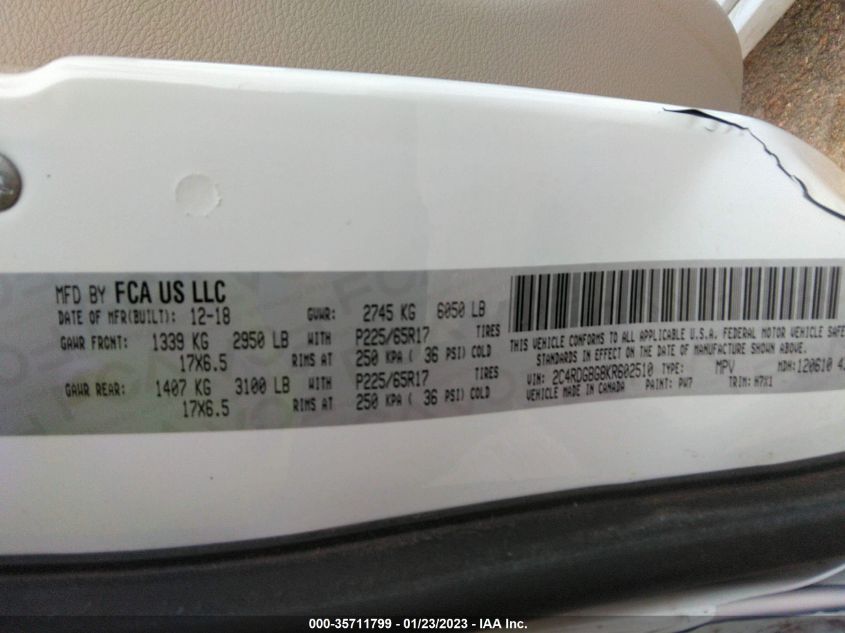 MFD BY FCA US LLC
DATE OF MFR(BUILT): 12-18 GVWR: 2745 KG 6050 LB
GAWR FRONT: 1339 KG 2950 LB WITH P225/65R17 TIRES
17X6.5 RIMS AT 250 KPA ( 36 PSI) COLD
GAWR REAR: 1407 KG 3100 LB WITH P225/65R17 TIRES
17X6.5 RIMS AT 250 KPA ( 36 PSI) COLD
THIS VEHICLE CONFORMS TO ALL APPLICABLE U.S.A. FEDERAL MOTOR VEHICLE SAFE
STANDARDS IN EFFECT ON THE DATE OF MANUFACTURE SHOWN ABOVE.
VIN: 2C4RDGBG8KR602510 TYPE: MPV MDH: 120610
VEHICLE MADE IN CANADA PAINT: PW7 TRIM: H7X1
000-35711799 - 01/23/2023 - IAA Inc.